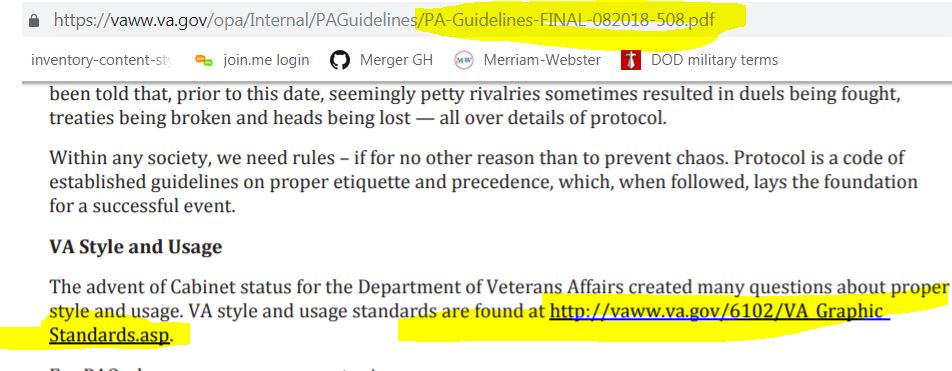 https://vaww.va.gov/opa/Internal/PAGuidelines/PA-Guidelines-FINAL-082018-508.pdf
inventory-content-sty join.me login Merger GH Merriam-Webster DOD military terms
been told that, prior to this date, seemingly petty rivalries sometimes resulted in duels being fought,
treaties being broken and heads being lost — all over details of protocol.
Within any society, we need rules – if for no other reason than to prevent chaos. Protocol is a code of
established guidelines on proper etiquette and precedence, which, when followed, lays the foundation
for a successful event.
VA Style and Usage
The advent of Cabinet status for the Department of Veterans Affairs created many questions about proper
style and usage. VA style and usage standards are found at http://vaww.va.gov/6102/VA_Graphic_
Standards.asp.